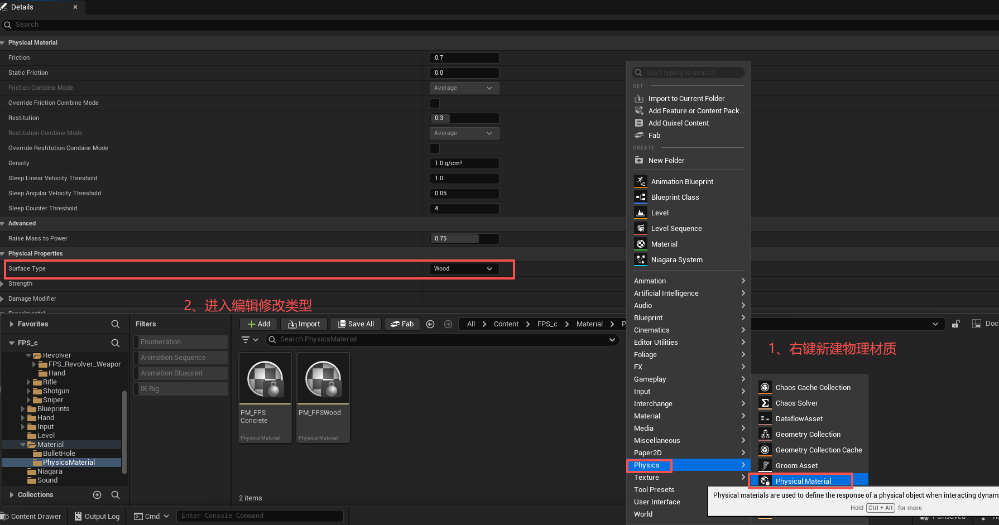 Details
Search
Physical Material
Friction 0.7
Static Friction 0.0
Friction Combine Mode Average
Override Friction Combine Mode
Restitution 0.3
Restitution Combine Mode Average
Override Restitution Combine Mode
Density 1.0 g/cm³
Sleep Linear Velocity Threshold 1.0
Sleep Angular Velocity Threshold 0.05
Sleep Counter Threshold 4
Advanced
Raise Mass to Power 0.75
Physical Properties
Surface Type Wood
Strength
Damage Modifier
2、进入编辑修改类型
Favorites
FPS_c
Revolver
FPS_Revolver_Weapon
Hand
Rifle
Shotgun
Sniper
Blueprints
Hand
Input
Level
Material
BulletHole
PhysicsMaterial
Niagara
Sound
Collections
Filters
Enumeration
Animation Sequence
Animation Blueprint
IK Rig
Add Import Save All Fab All Content FPS_c Material P
Search PhysicsMaterial
PM_FPS
Concrete
Physical Material
PM_FPSWood
Physical Material
2 items
Content Drawer Output Log Cmd Enter Console Command
Start typing to search
GET
Import to Current Folder
Add Feature or Content Pack...
Add Quixel Content
Fab
CREATE
New Folder
Animation Blueprint
Blueprint Class
Level
Level Sequence
Material
Niagara System
Animation
Artificial Intelligence
Audio
Blueprint
Cinematics
Editor Utilities
Foliage
FX
Gameplay
Input
Interchange
Material
Media
Miscellaneous
Paper2D
Physics
Texture
Tool Presets
User Interface
World
Doc
1、右键新建物理材质
Chaos Cache Collection
Chaos Solver
DataflowAsset
Geometry Collection
Geometry Collection Cache
Groom Asset
Physical Material
Physical materials are used to define the response of a physical object when interacting dynam
Hold Ctrl + Alt for more